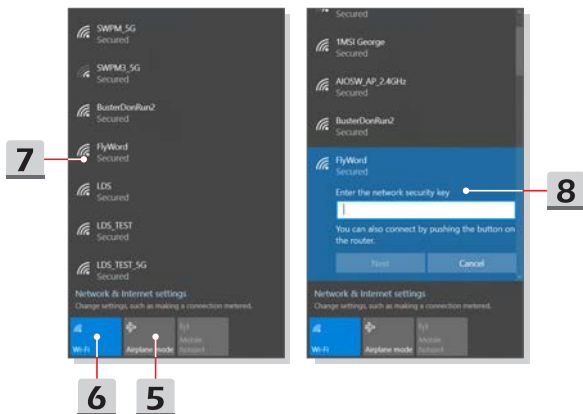 SWPM_5G
Secured
SWPM3_5G
Secured
BusterDonRun2
Secured
FlyWord
Secured
LDS
Secured
LDS_TEST
Secured
LDS_TEST_5G
Secured
Network & Internet settings
Change settings, such as making a connection metered.
Wi-Fi
Airplane mode
Mobile
hotspot
7
6
5
Secured
1MSI George
Secured
AIOSW_AP_2.4GHz
Secured
BusterDonRun2
Secured
FlyWord
Secured
Enter the network security key
You can also connect by pushing the button on
the router.
Next
Cancel
Network & Internet settings
Change settings, such as making a connection metered.
Wi-Fi
Airplane mode
Mobile
hotspot
8